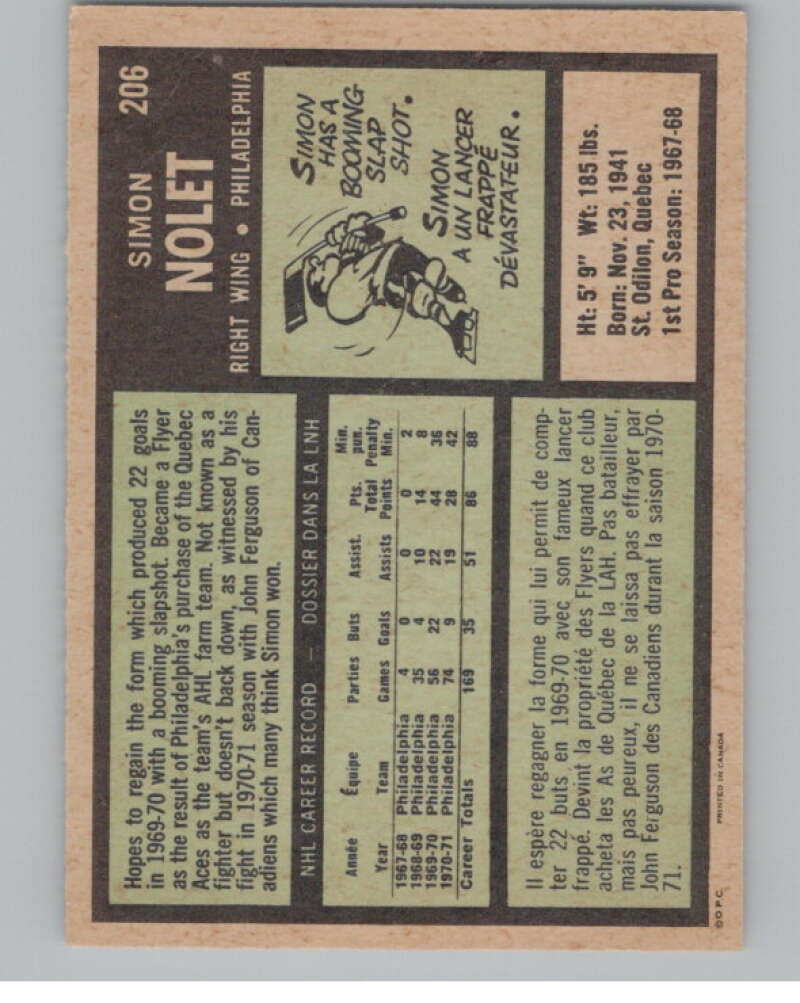 SIMON 206
NOLET
RIGHT WING • PHILADELPHIA
SIMON
HAS A
BOOMING
SLAP
SHOT.
SIMON
A UN LANCER
FRAPPÉ
DÉVASTATEUR.
Ht: 5' 9" Wt: 185 lbs.
Born: Nov. 23, 1941
St. Odilon, Quebec
1st Pro Season: 1967-68
Hopes to regain the form which produced 22 goals
in 1969-70 with a booming slapshot. Became a Flyer
as the result of Philadelphia's purchase of the Quebec
Aces as the team's AHL farm team. Not known as a
fighter but doesn't back down, as witnessed by his
fight in 1970-71 season with John Ferguson of Can-
adiens which many think Simon won.
NHL CAREER RECORD — DOSSIER DANS LA LNH
Année Équipe Parties Buts Assist. Pts. Total Min. pun.
Year Team Games Goals Assists Points Penalty Min.
1967-68 Philadelphia 4 0 0 0 2
1968-69 Philadelphia 35 4 10 14 8
1969-70 Philadelphia 56 22 22 44 36
1970-71 Philadelphia 74 9 19 28 42
Career Totals 169 35 51 86 88
Il espère regagner la forme qui lui permit de comp-
ter 22 buts en 1969-70 avec son fameux lancer
frappé. Devint la propriété des Flyers quand ce club
acheta les As de Québec de la LAH. Pas batailleur,
mais pas peureux, il ne se laissa pas effrayer par
John Ferguson des Canadiens durant la saison 1970-
71.
© O.P.C. PRINTED IN CANADA